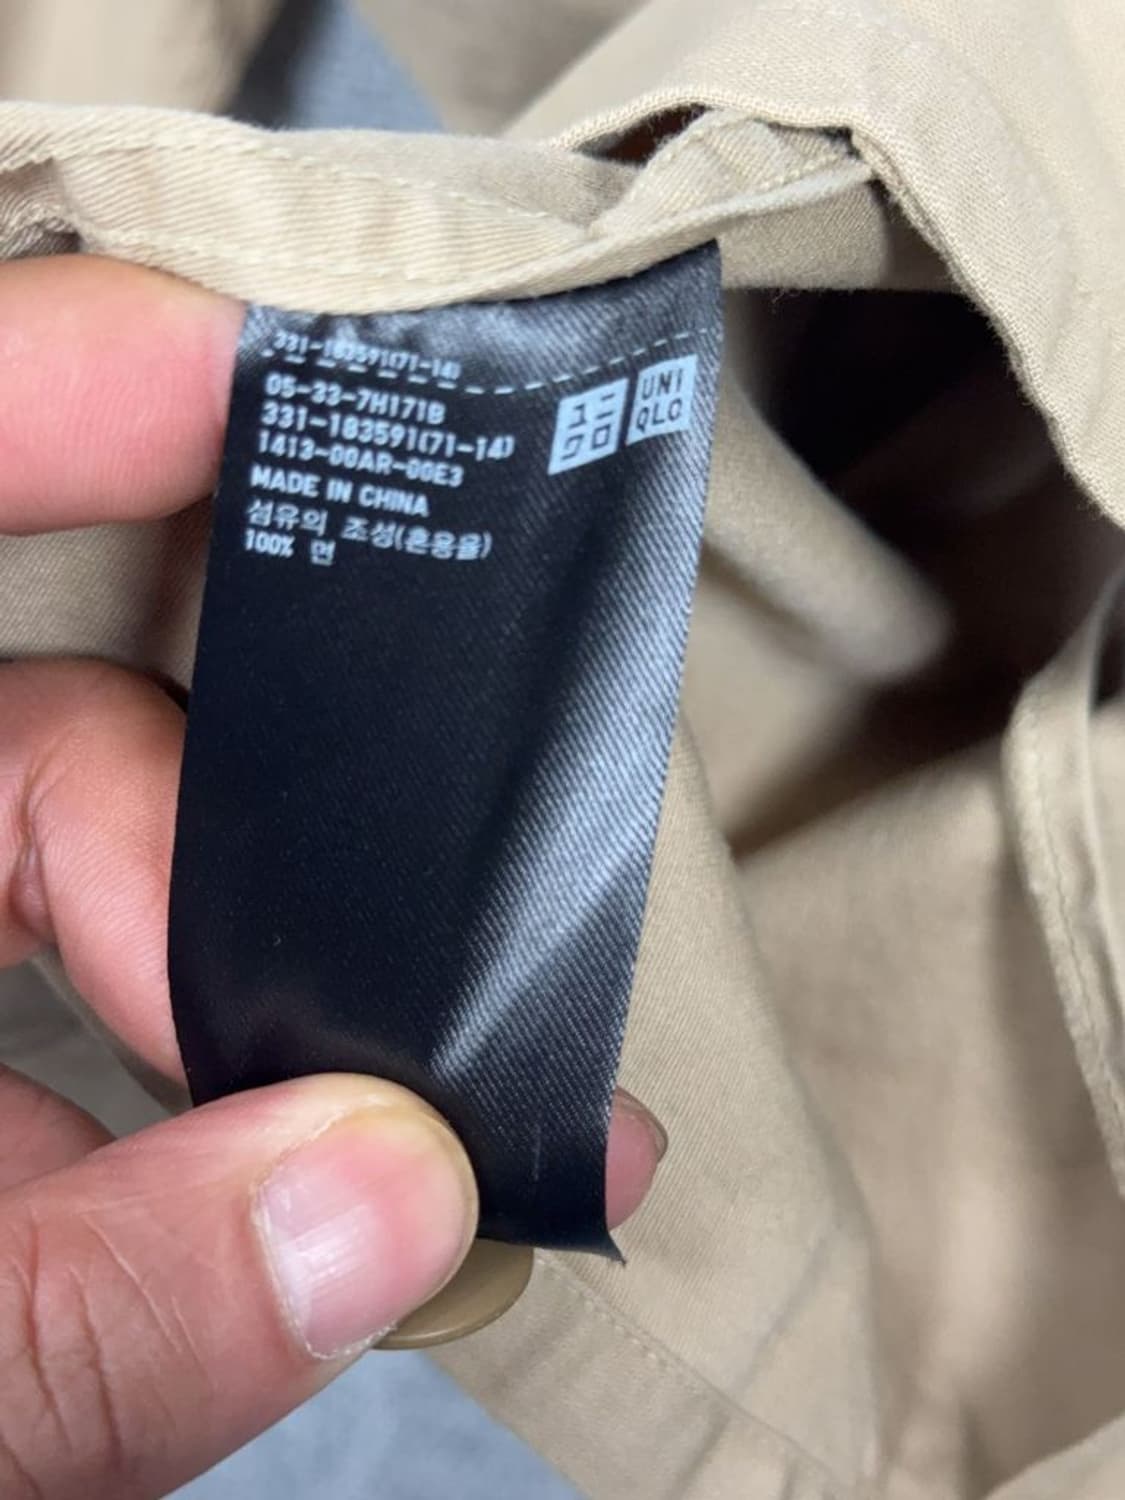 331-183591(71-14)
05-33-7H171B
331-183591(71-14)
1413-00AR-00E3
MADE IN CHINA
섬유의 조성(혼용율)
100% 면
ユニ
クロ
UNI
QLO